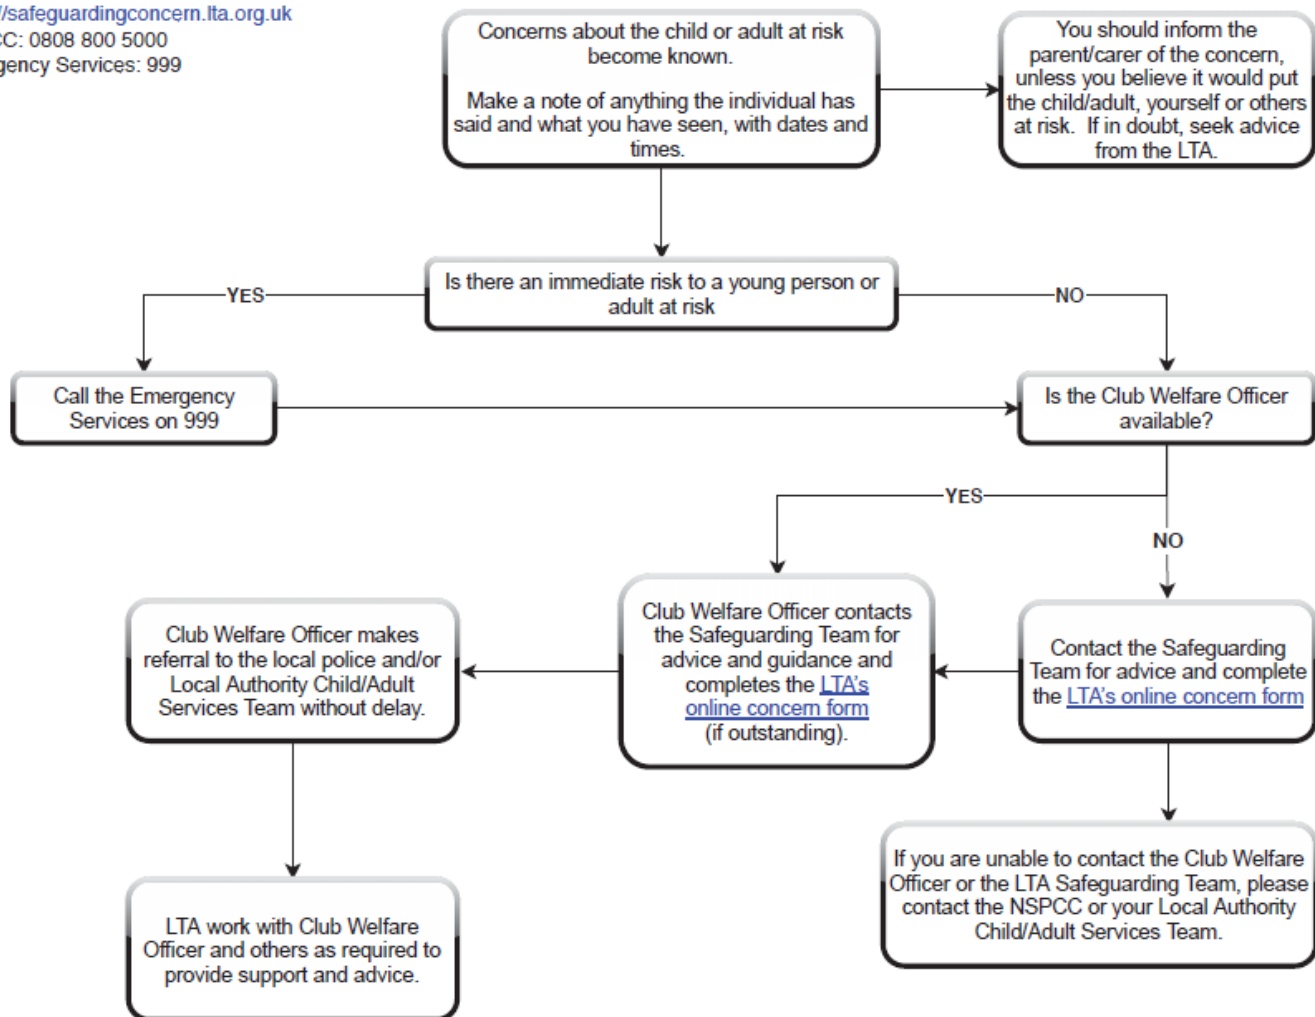 //safeguardingconcern.lta.org.uk
CC: 0808 800 5000
gency Services: 999
Concerns about the child or adult at risk
become known.
Make a note of anything the individual has
said and what you have seen, with dates and
times.
You should inform the
parent/carer of the concern,
unless you believe it would put
the child/adult, yourself or others
at risk. If in doubt, seek advice
from the LTA.
Is there an immediate risk to a young person or
adult at risk
YES
NO
Call the Emergency
Services on 999
Is the Club Welfare Officer
available?
YES
NO
Club Welfare Officer makes
referral to the local police and/or
Local Authority Child/Adult
Services Team without delay.
Club Welfare Officer contacts
the Safeguarding Team for
advice and guidance and
completes the LTA's
online concern form
(if outstanding).
Contact the Safeguarding
Team for advice and complete
the LTA's online concern form
LTA work with Club Welfare
Officer and others as required to
provide support and advice.
If you are unable to contact the Club Welfare
Officer or the LTA Safeguarding Team, please
contact the NSPCC or your Local Authority
Child/Adult Services Team.